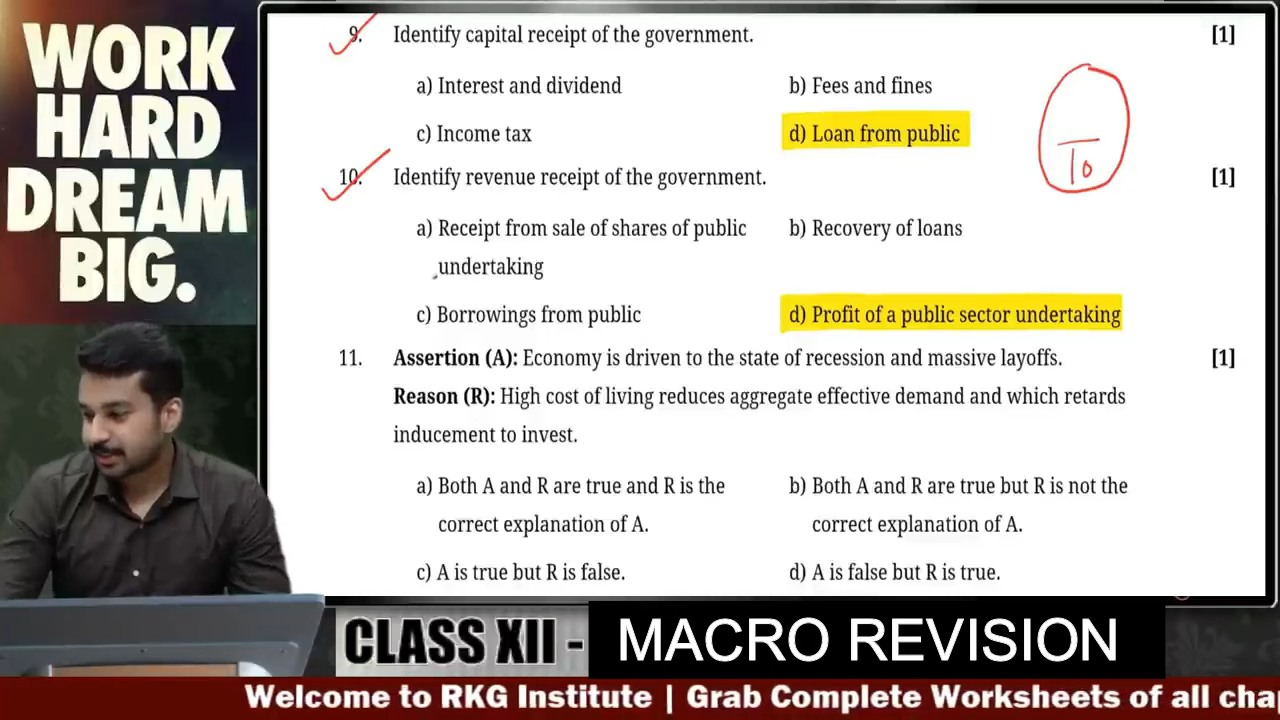 WORK
HARD
DREAM
BIG.
9. Identify capital receipt of the government. [1]
a) Interest and dividend b) Fees and fines
c) Income tax d) Loan from public
10
10. Identify revenue receipt of the government. [1]
a) Receipt from sale of shares of public b) Recovery of loans
undertaking
c) Borrowings from public d) Profit of a public sector undertaking
11. Assertion (A): Economy is driven to the state of recession and massive layoffs. [1]
Reason (R): High cost of living reduces aggregate effective demand and which retards
inducement to invest.
a) Both A and R are true and R is the b) Both A and R are true but R is not the
correct explanation of A. correct explanation of A.
c) A is true but R is false. d) A is false but R is true.
CLASS XII - MACRO REVISION
Welcome to RKG Institute | Grab Complete Worksheets of all cha